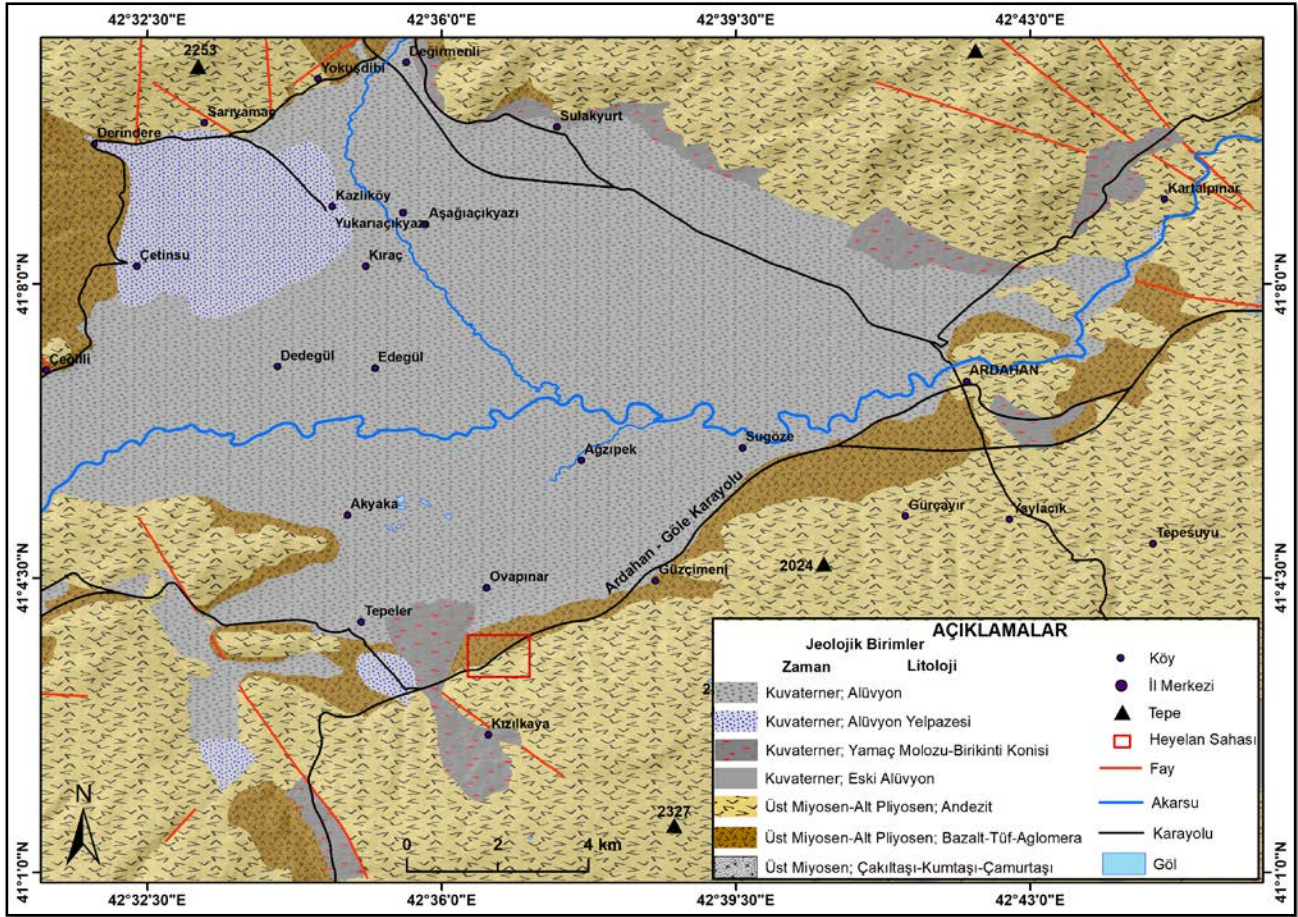 42°32'30"E 42°36'0"E 42°39'30"E 42°43'0"E
2253
Değirmenli
Yokuşdibi
Sarıyamaç
Sulakyurt
Derindere
Kartalpınar
Kazlıköy
Yukarıaçıkyazı
Aşağıaçıkyazı
Çetinsu
Kıraç
41°8'0"N 41°8'0"N
Çeğilli
Dedegül
Edegül
ARDAHAN
Sugöze
Ağzıpek
Akyaka
Gürçayır
Yaylacık
Tepesuyu
Ardahan - Göle Karayolu
2024
41°4'30"N 41°4'30"N
Güzçimeni
Ovapınar
Tepeler
Kızılkaya
2327
N
0 2 4 km
AÇIKLAMALAR
Jeolojik Birimler
Zaman Litoloji
Kuvaterner; Alüvyon
Kuvaterner; Alüvyon Yelpazesi
Kuvaterner; Yamaç Molozu-Birikinti Konisi
Kuvaterner; Eski Alüvyon
Üst Miyosen-Alt Pliyosen; Andezit
Üst Miyosen-Alt Pliyosen; Bazalt-Tüf-Aglomera
Üst Miyosen; Çakıltaşı-Kumtaşı-Çamurtaşı
Köy
İl Merkezi
Tepe
Heyelan Sahası
Fay
Akarsu
Karayolu
Göl
41°1'0"N 41°1'0"N
42°32'30"E 42°36'0"E 42°39'30"E 42°43'0"E